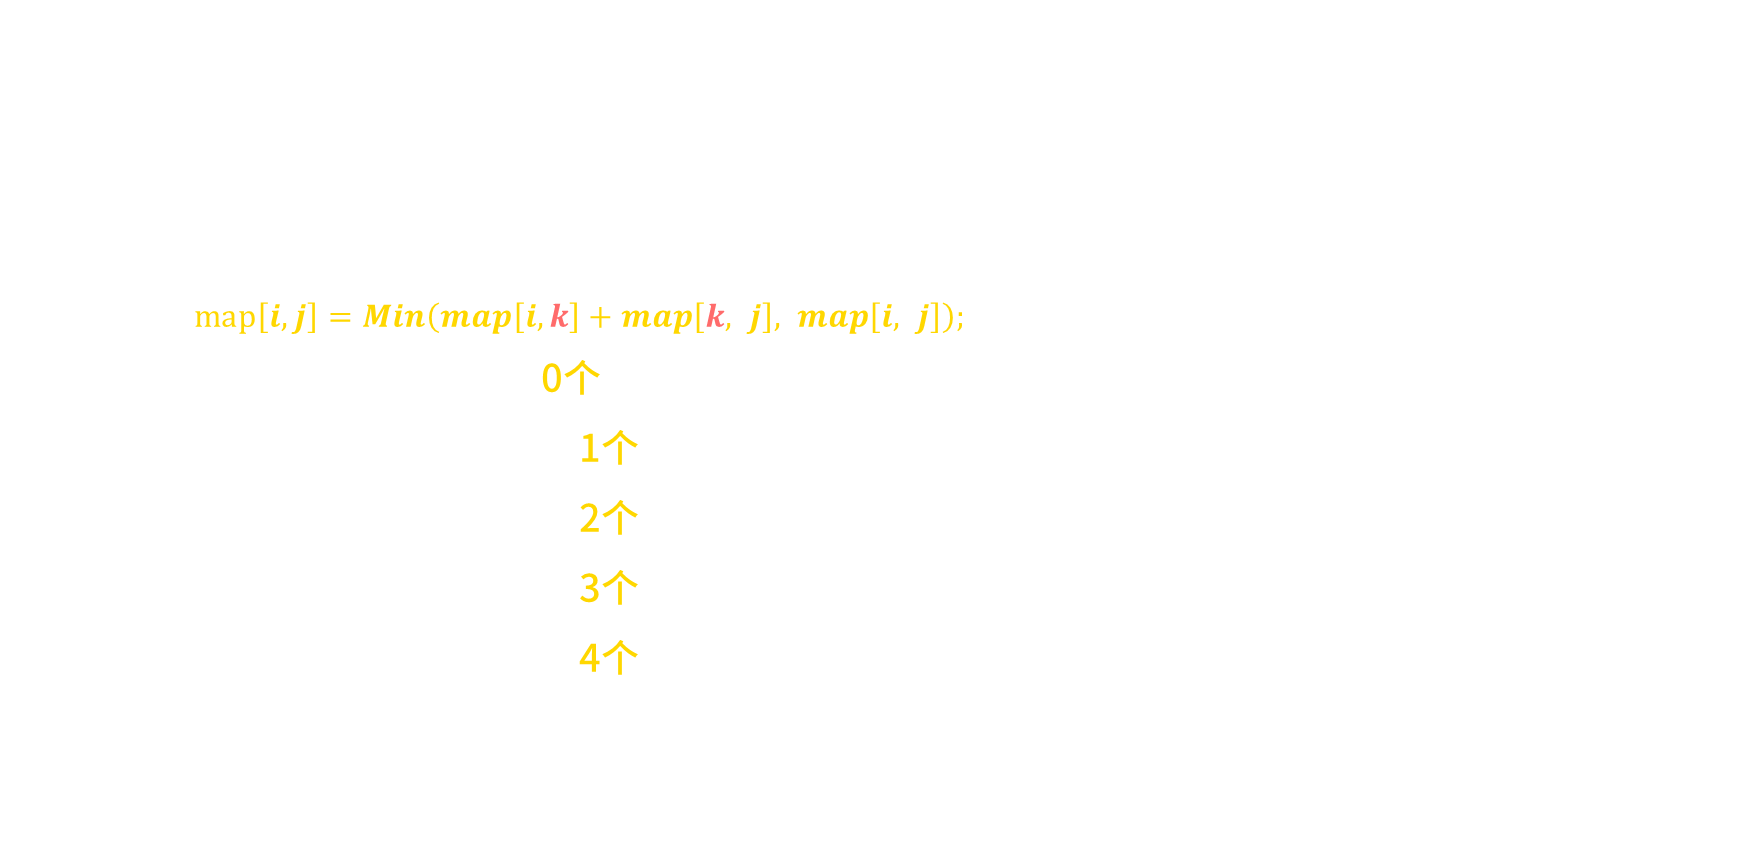 map[i,j] = Min(map[i,k] + map[k, j], map[i, j]);
0个
1个
2个
3个
4个